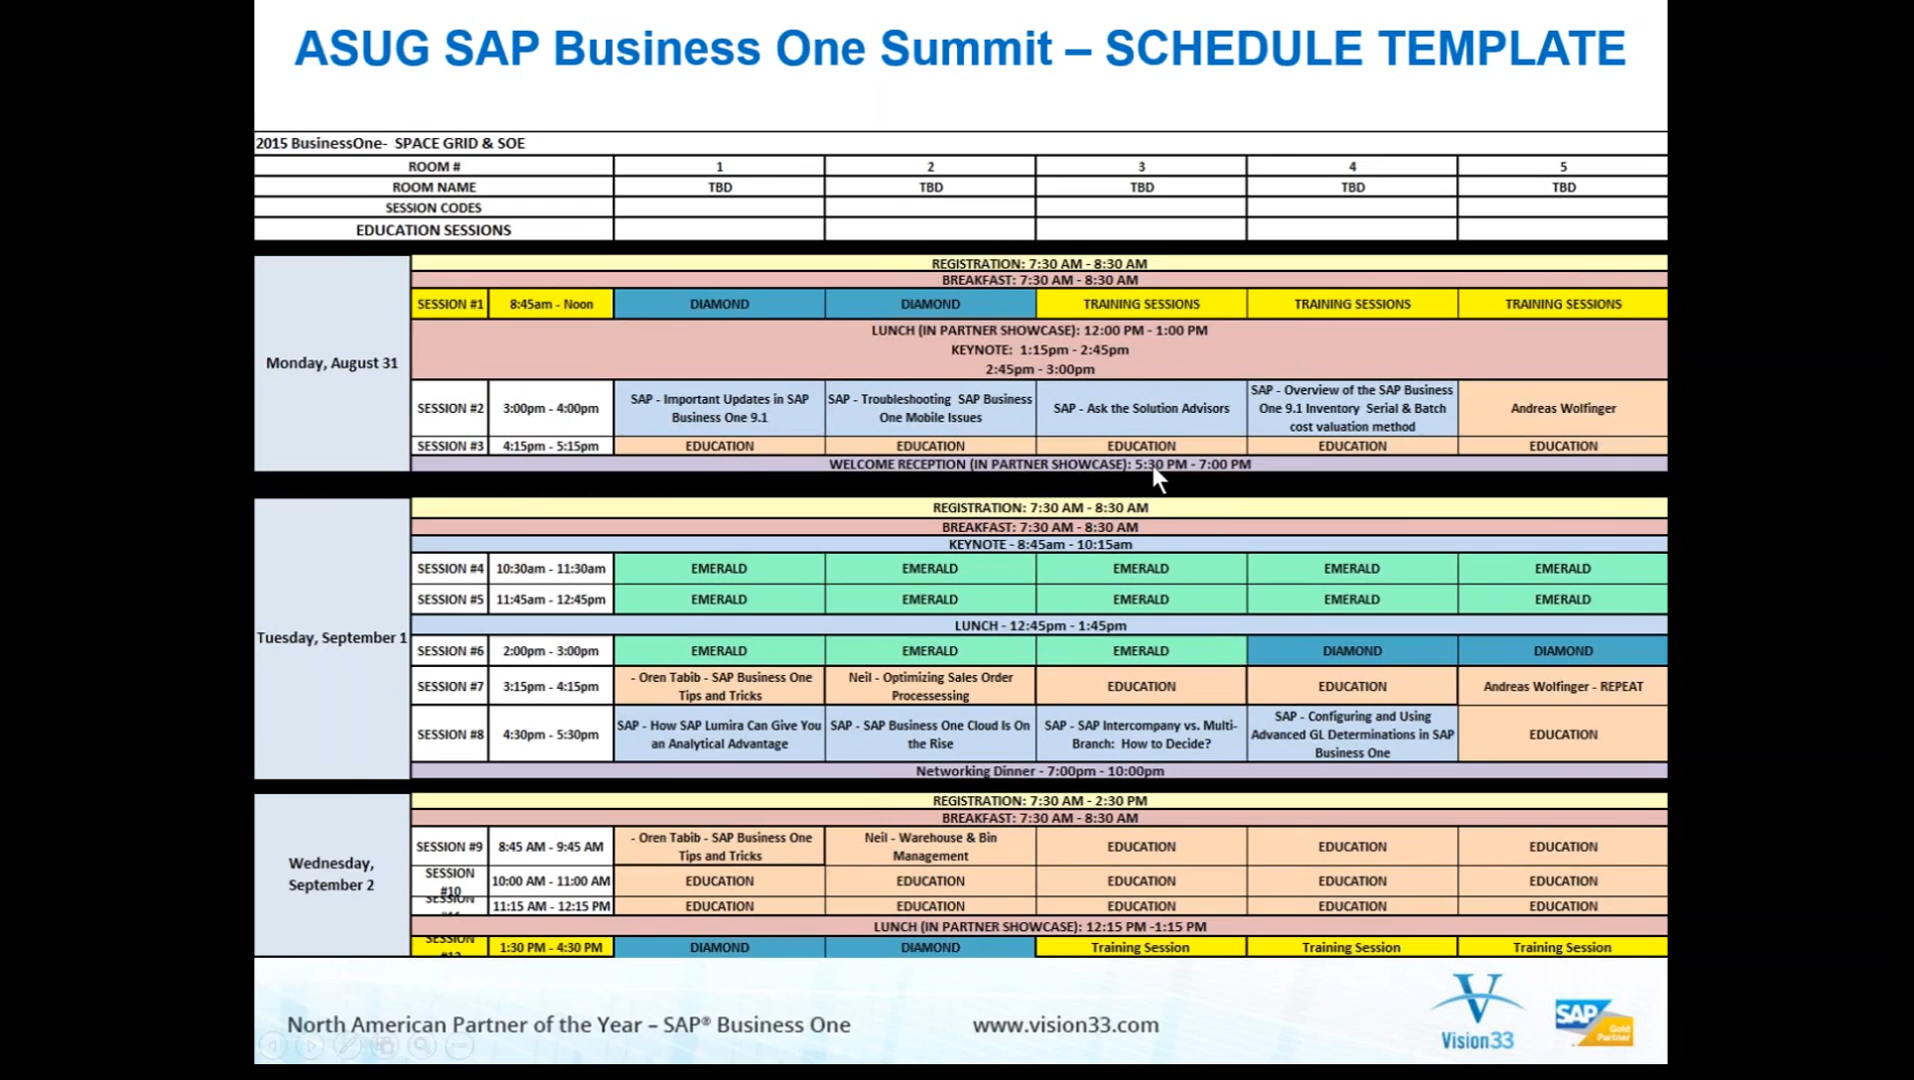 ASUG SAP Business One Summit – SCHEDULE TEMPLATE
2015 BusinessOne- SPACE GRID & SOE
ROOM # 1 2 3 4 5
ROOM NAME TBD TBD TBD TBD TBD
SESSION CODES
EDUCATION SESSIONS
Monday, August 31
REGISTRATION: 7:30 AM - 8:30 AM
BREAKFAST: 7:30 AM - 8:30 AM
SESSION #1 8:45am - Noon DIAMOND DIAMOND TRAINING SESSIONS TRAINING SESSIONS TRAINING SESSIONS
LUNCH (IN PARTNER SHOWCASE): 12:00 PM - 1:00 PM
KEYNOTE: 1:15pm - 2:45pm
2:45pm - 3:00pm
SESSION #2 3:00pm - 4:00pm
SAP - Important Updates in SAP
Business One 9.1
SAP - Troubleshooting SAP Business
One Mobile Issues
SAP - Ask the Solution Advisors
SAP - Overview of the SAP Business
One 9.1 Inventory Serial & Batch
cost valuation method
Andreas Wolfinger
SESSION #3 4:15pm - 5:15pm EDUCATION EDUCATION EDUCATION EDUCATION EDUCATION
WELCOME RECEPTION (IN PARTNER SHOWCASE): 5:30 PM - 7:00 PM
Tuesday, September 1
REGISTRATION: 7:30 AM - 8:30 AM
BREAKFAST: 7:30 AM - 8:30 AM
KEYNOTE - 8:45am - 10:15am
SESSION #4 10:30am - 11:30am EMERALD EMERALD EMERALD EMERALD EMERALD
SESSION #5 11:45am - 12:45pm EMERALD EMERALD EMERALD EMERALD EMERALD
LUNCH - 12:45pm - 1:45pm
SESSION #6 2:00pm - 3:00pm EMERALD EMERALD EMERALD DIAMOND DIAMOND
SESSION #7 3:15pm - 4:15pm
- Oren Tabib - SAP Business One
Tips and Tricks
Neil - Optimizing Sales Order
Processessing
EDUCATION EDUCATION Andreas Wolfinger - REPEAT
SESSION #8 4:30pm - 5:30pm
SAP - How SAP Lumira Can Give You
an Analytical Advantage
SAP - SAP Business One Cloud Is On
the Rise
SAP - SAP Intercompany vs. Multi-
Branch: How to Decide?
SAP - Configuring and Using
Advanced GL Determinations in SAP
Business One
EDUCATION
Networking Dinner - 7:00pm - 10:00pm
Wednesday,
September 2
REGISTRATION: 7:30 AM - 2:30 PM
BREAKFAST: 7:30 AM - 8:30 AM
SESSION #9 8:45 AM - 9:45 AM
- Oren Tabib - SAP Business One
Tips and Tricks
Neil - Warehouse & Bin
Management
EDUCATION EDUCATION EDUCATION
SESSION
#10
10:00 AM - 11:00 AM EDUCATION EDUCATION EDUCATION EDUCATION EDUCATION
SESSION
11:15 AM - 12:15 PM EDUCATION EDUCATION EDUCATION EDUCATION EDUCATION
LUNCH (IN PARTNER SHOWCASE): 12:15 PM -1:15 PM
SESSION
1:30 PM - 4:30 PM DIAMOND DIAMOND Training Session Training Session Training Session
North American Partner of the Year – SAP® Business One
www.vision33.com
Vision33
SAP
Gold
Partner